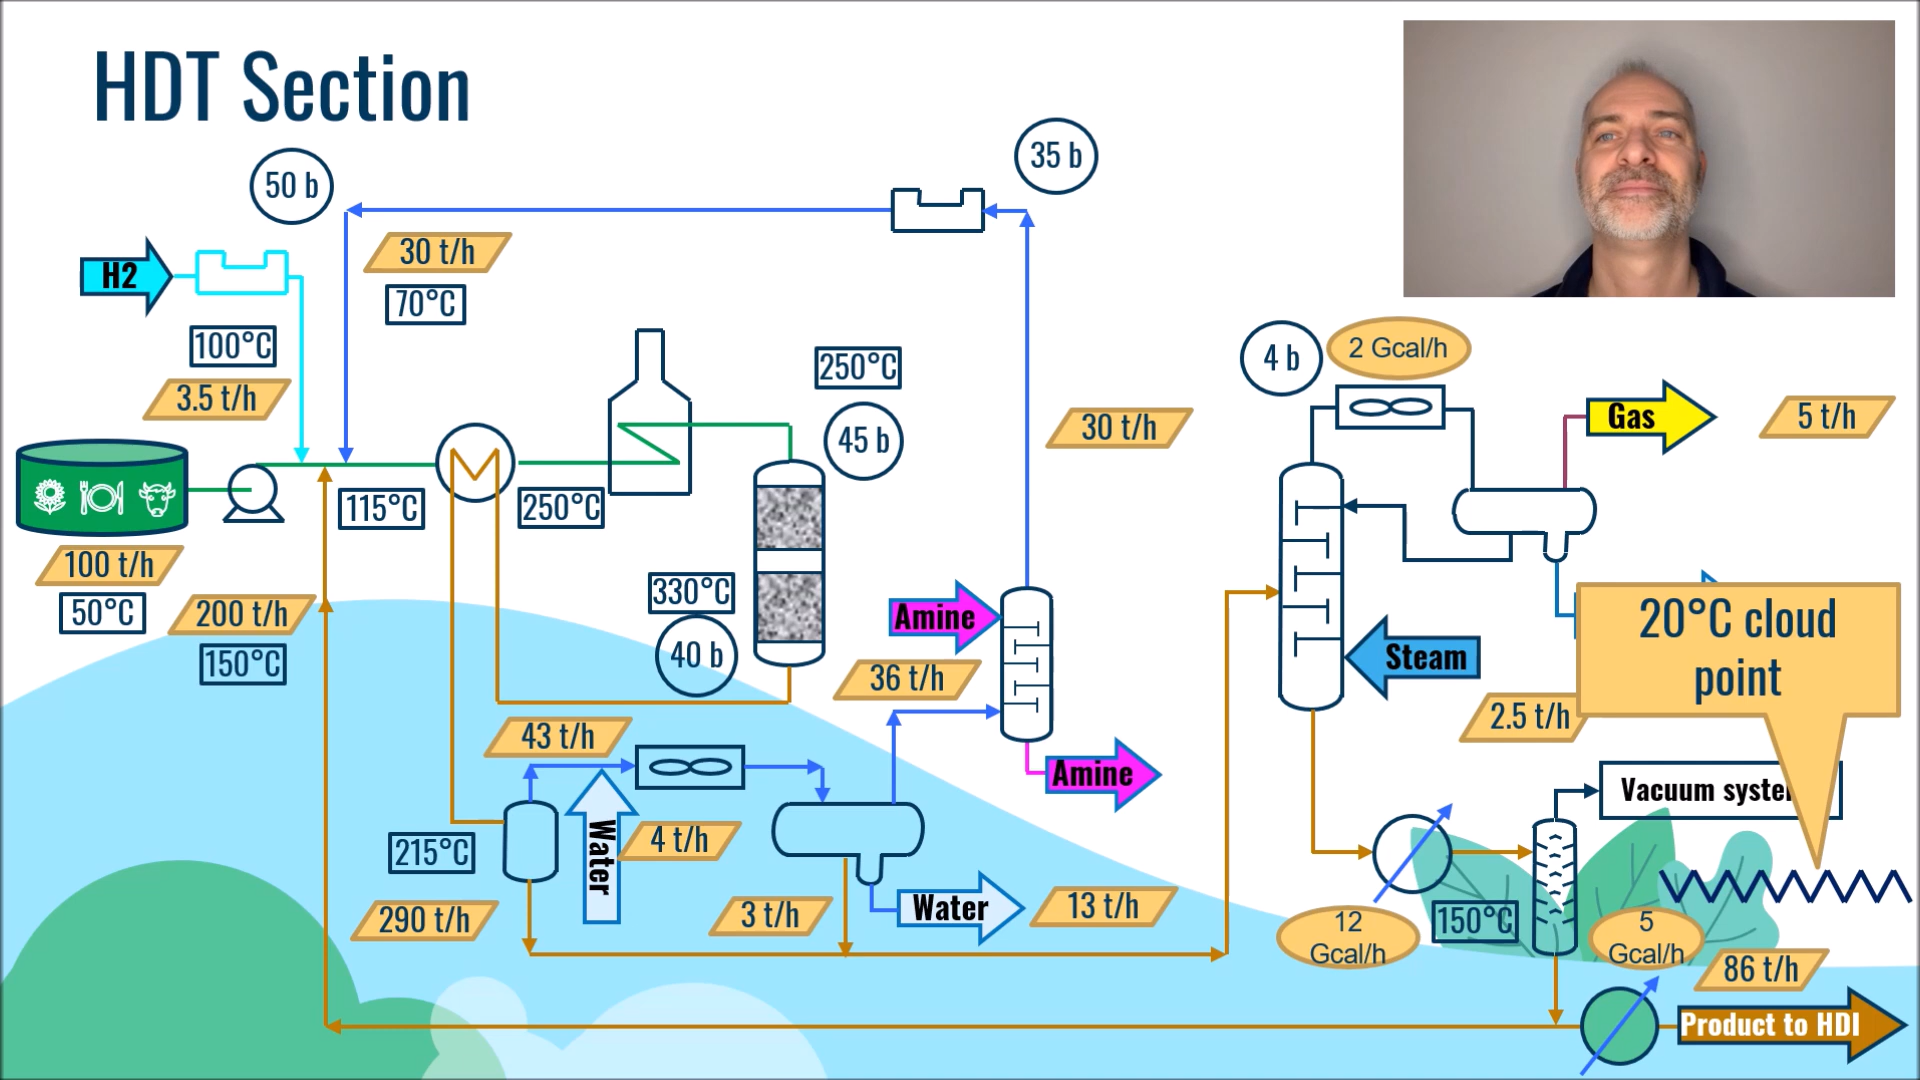 HDT Section
50 b
35 b
H2
30 t/h
70°C
100°C
3.5 t/h
250°C
45 b
4 b
2 Gcal/h
30 t/h
Gas
5 t/h
115°C
250°C
100 t/h
50°C
200 t/h
150°C
330°C
40 b
Amine
36 t/h
Steam
20°C cloud
point
2.5 t/h
43 t/h
Amine
Water
4 t/h
215°C
290 t/h
3 t/h
Water
13 t/h
Vacuum syste
12
Gcal/h
150°C
5
Gcal/h
86 t/h
Product to HDI